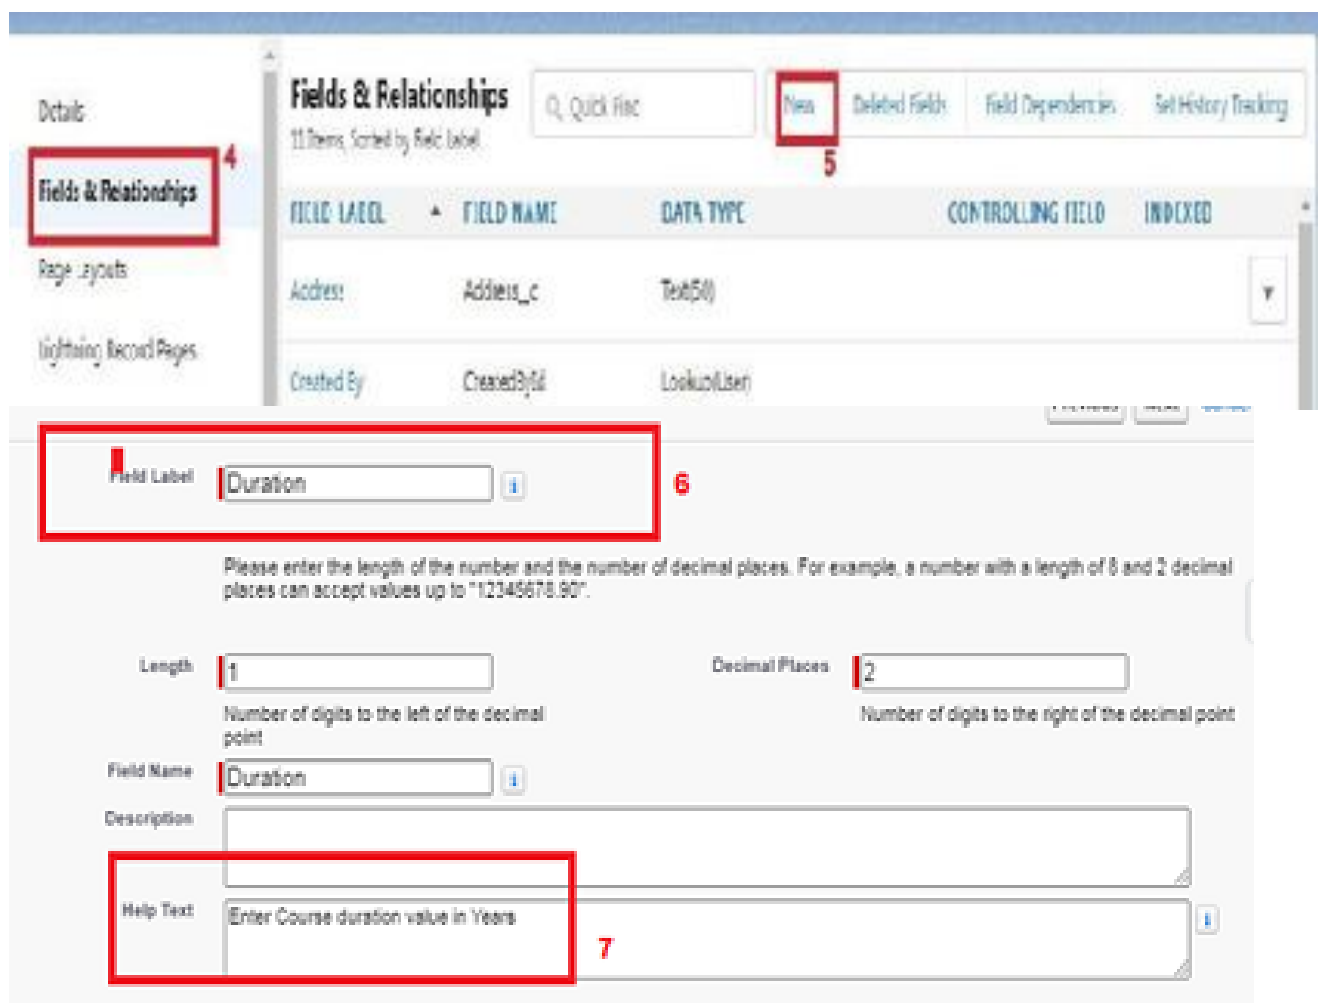 Details
Fields & Relationships
4
Page Layouts
Lightning Record Pages
Fields & Relationships
11 Items, Sorted by Field Label
Quick Find
New
5
Deleted Fields
Field Dependencies
Set History Tracking
FIELD LABEL FIELD NAME DATA TYPE CONTROLLING FIELD INDEXED
Address Address_c Text(50)
Created By CreatedById Lookup(User)
Field Label Duration i 6
Please enter the length of the number and the number of decimal places. For example, a number with a length of 8 and 2 decimal
places can accept values up to "12345678.90".
Length 1 Decimal Places 2
Number of digits to the left of the decimal
point
Number of digits to the right of the decimal point
Field Name Duration i
Description
Help Text Enter Course duration value in Years i
7